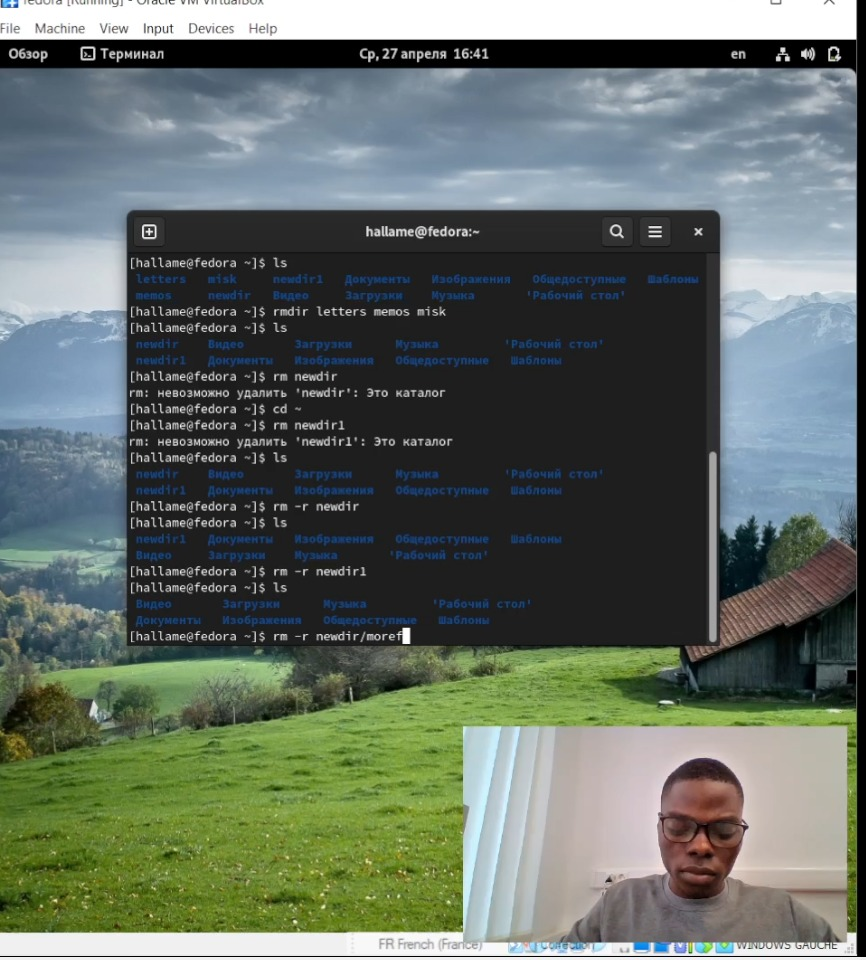 fedora [Running] - Oracle VM VirtualBox
File Machine View Input Devices Help
Обзор Терминал Ср, 27 апреля 16:41 en
hallame@fedora:~
[hallame@fedora ~]$ ls
letters misk newdir1 Документы Изображения Общедоступные Шаблоны
memos newdir Видео Загрузки Музыка 'Рабочий стол'
[hallame@fedora ~]$ rmdir letters memos misk
[hallame@fedora ~]$ ls
newdir Видео Загрузки Музыка 'Рабочий стол'
newdir1 Документы Изображения Общедоступные Шаблоны
[hallame@fedora ~]$ rm newdir
rm: невозможно удалить 'newdir': Это каталог
[hallame@fedora ~]$ cd ~
[hallame@fedora ~]$ rm newdir1
rm: невозможно удалить 'newdir1': Это каталог
[hallame@fedora ~]$ ls
newdir Видео Загрузки Музыка 'Рабочий стол'
newdir1 Документы Изображения Общедоступные Шаблоны
[hallame@fedora ~]$ rm -r newdir
[hallame@fedora ~]$ ls
newdir1 Документы Изображения Общедоступные Шаблоны
Видео Загрузки Музыка 'Рабочий стол'
[hallame@fedora ~]$ rm -r newdir1
[hallame@fedora ~]$ ls
Видео Загрузки Музыка 'Рабочий стол'
Документы Изображения Общедоступные Шаблоны
[hallame@fedora ~]$ rm -r newdir/moref
FR French (France) WINDOWS GAUCHE